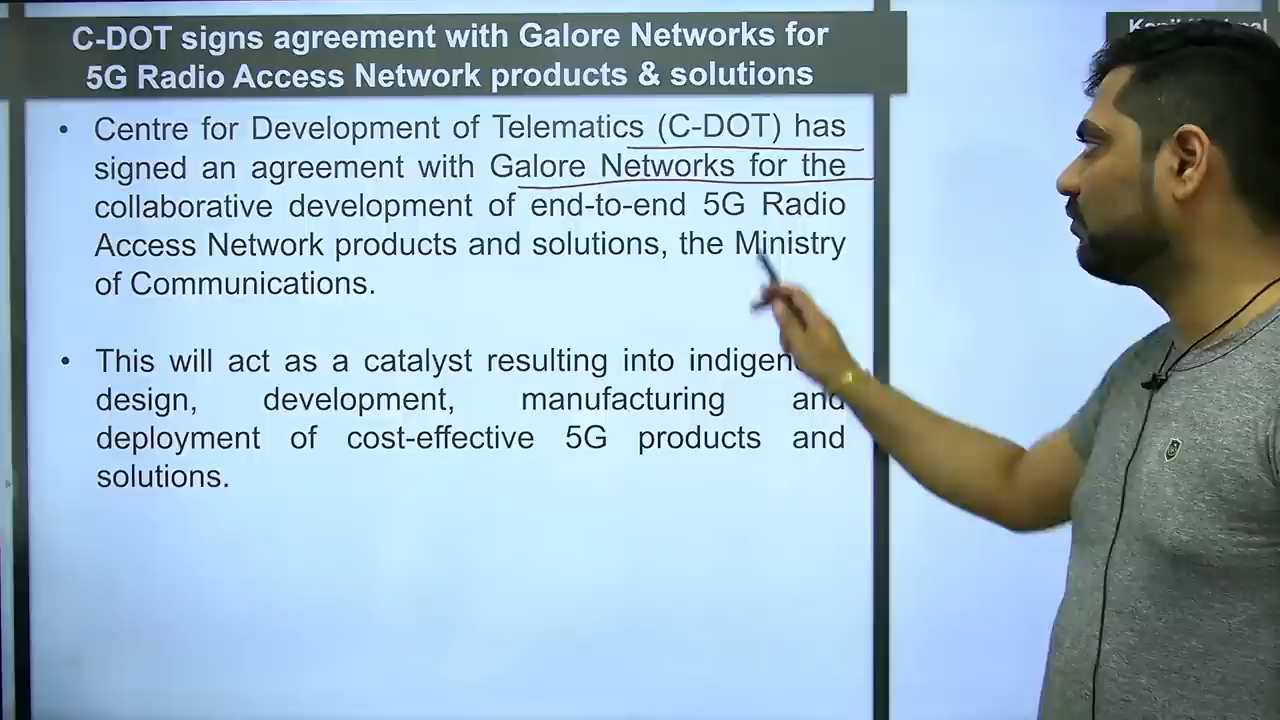 C-DOT signs agreement with Galore Networks for
5G Radio Access Network products & solutions
• Centre for Development of Telematics (C-DOT) has
signed an agreement with Galore Networks for the
collaborative development of end-to-end 5G Radio
Access Network products and solutions, the Ministry
of Communications.
• This will act as a catalyst resulting into
design, development, manufacturing and
deployment of cost-effective 5G products and
solutions.